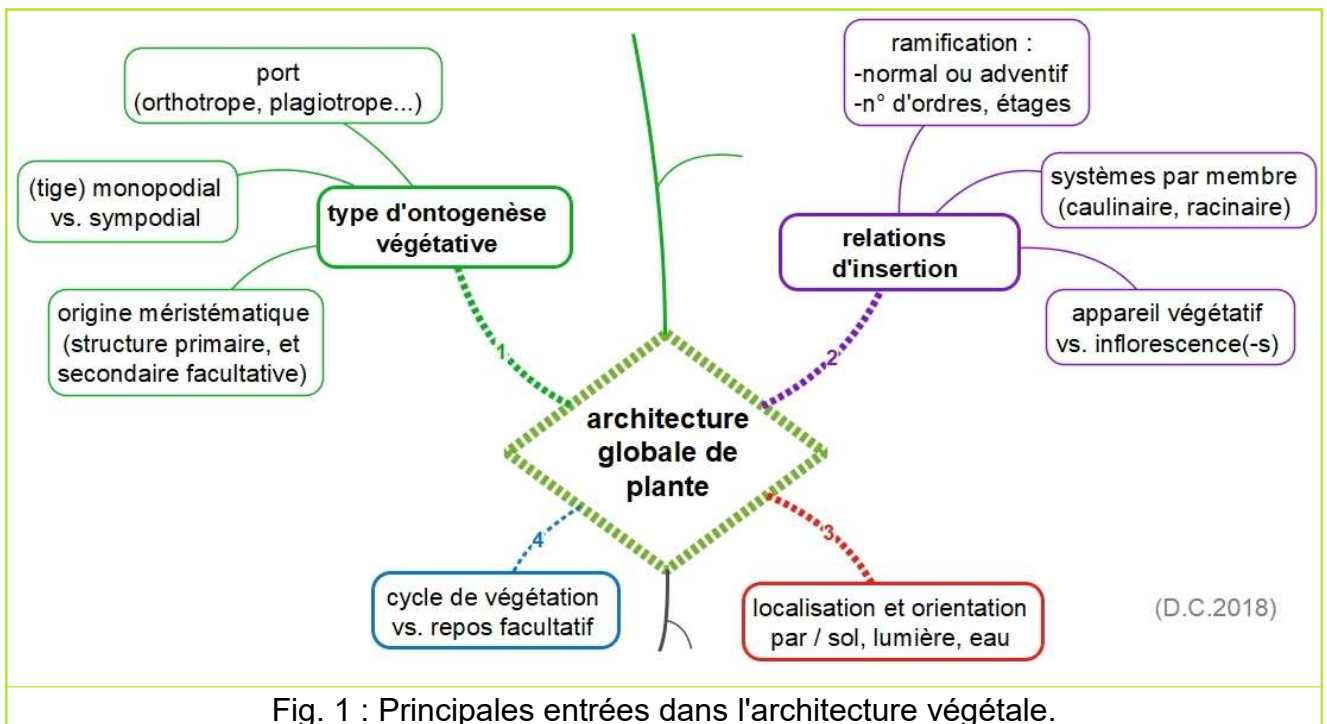 port
(orthotrope, plagiotrope...)
(tige) monopodial
vs. sympodial
origine méristématique
(structure primaire, et
secondaire facultative)
type d'ontogenèse
végétative
1
ramification :
-normal ou adventif
-n° d'ordres, étages
systèmes par membre
(caulinaire, racinaire)
appareil végétatif
vs. inflorescence(-s)
relations
d'insertion
2
architecture
globale de
plante
4
cycle de végétation
vs. repos facultatif
3
localisation et orientation
par / sol, lumière, eau
(D.C.2018)
Fig. 1 : Principales entrées dans l'architecture végétale.